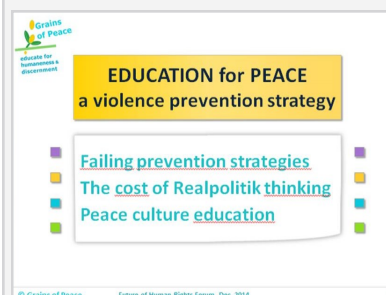 Grains
of Peace
educate for
humaneness &
discernment
EDUCATION for PEACE
a violence prevention strategy
Failing prevention strategies
The cost of Realpolitik thinking
Peace culture education
© Grains of Peace Future of Human Rights Forum, Dec. 2014